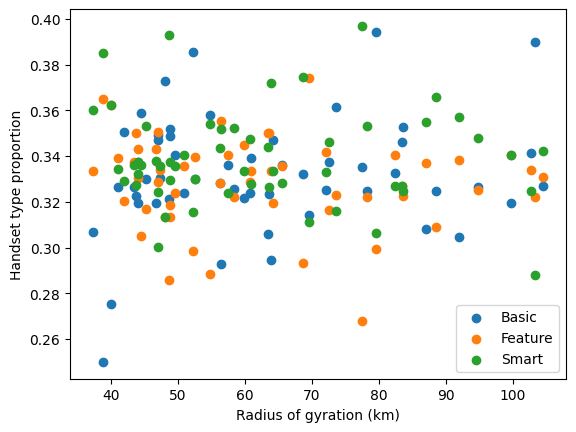 0.40
0.38
0.36
0.34
0.32
0.30
0.28
0.26
Handset type proportion
Basic
Feature
Smart
40 50 60 70 80 90 100
Radius of gyration (km)